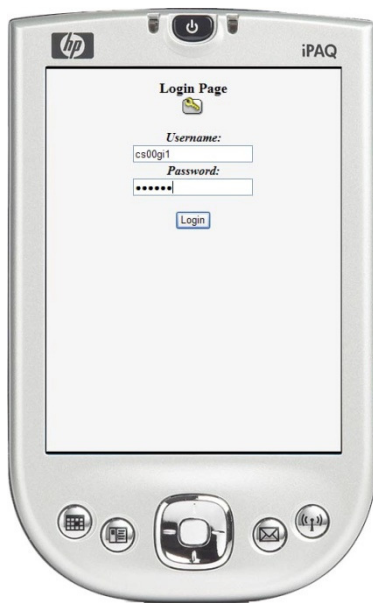 hp
iPAQ
Login Page
Username:
cs00gi1
Password:
••••••
Login